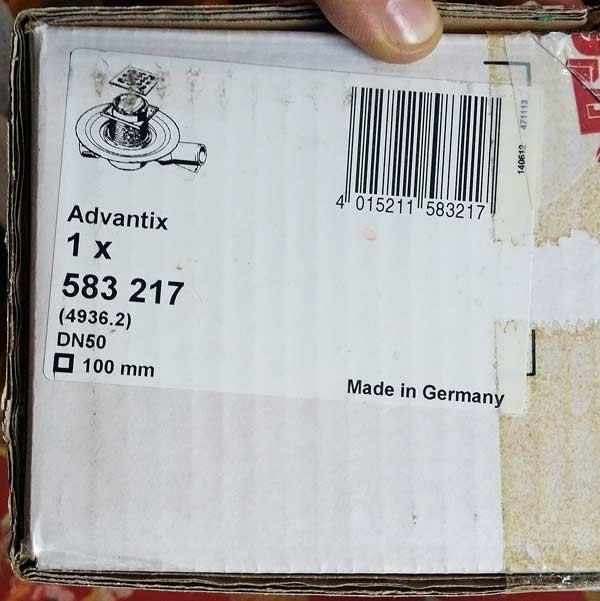 Advantix
1 x
583 217
(4936.2)
DN50
100 mm
4 015211 583217
140612 471113
Made in Germany